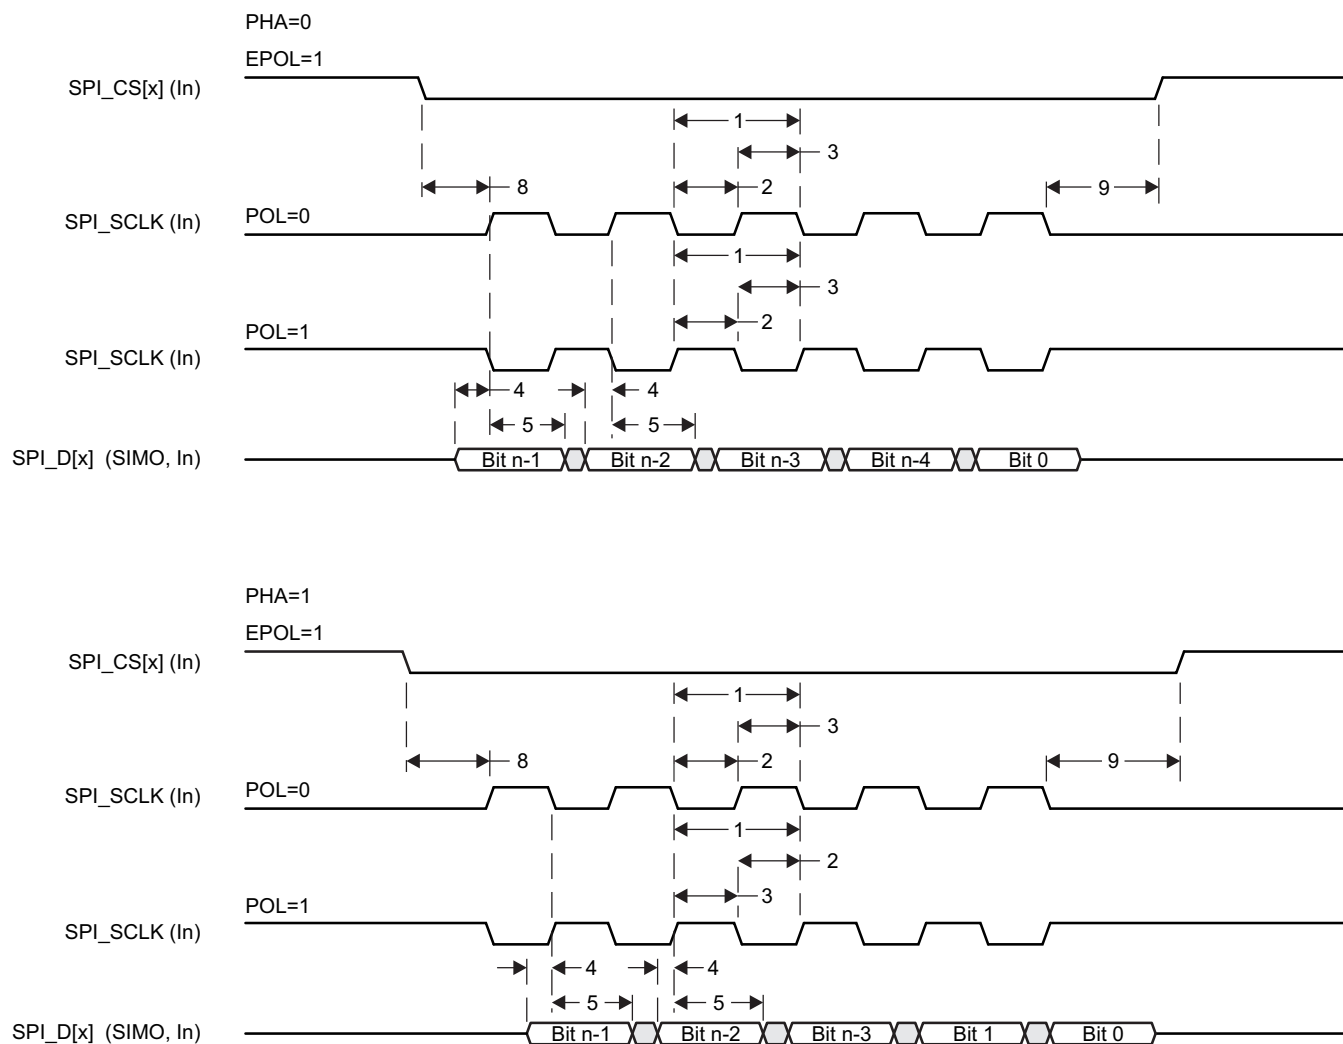 PHA=0
EPOL=1
SPI_CS[x] (In)
1
3
8
2
9
POL=0
SPI_SCLK (In)
1
3
2
POL=1
SPI_SCLK (In)
4
4
5
5
SPI_D[x] (SIMO, In)
Bit n-1
Bit n-2
Bit n-3
Bit n-4
Bit 0
PHA=1
EPOL=1
SPI_CS[x] (In)
1
3
8
2
9
POL=0
SPI_SCLK (In)
1
2
3
POL=1
SPI_SCLK (In)
4
4
5
5
SPI_D[x] (SIMO, In)
Bit n-1
Bit n-2
Bit n-3
Bit 1
Bit 0